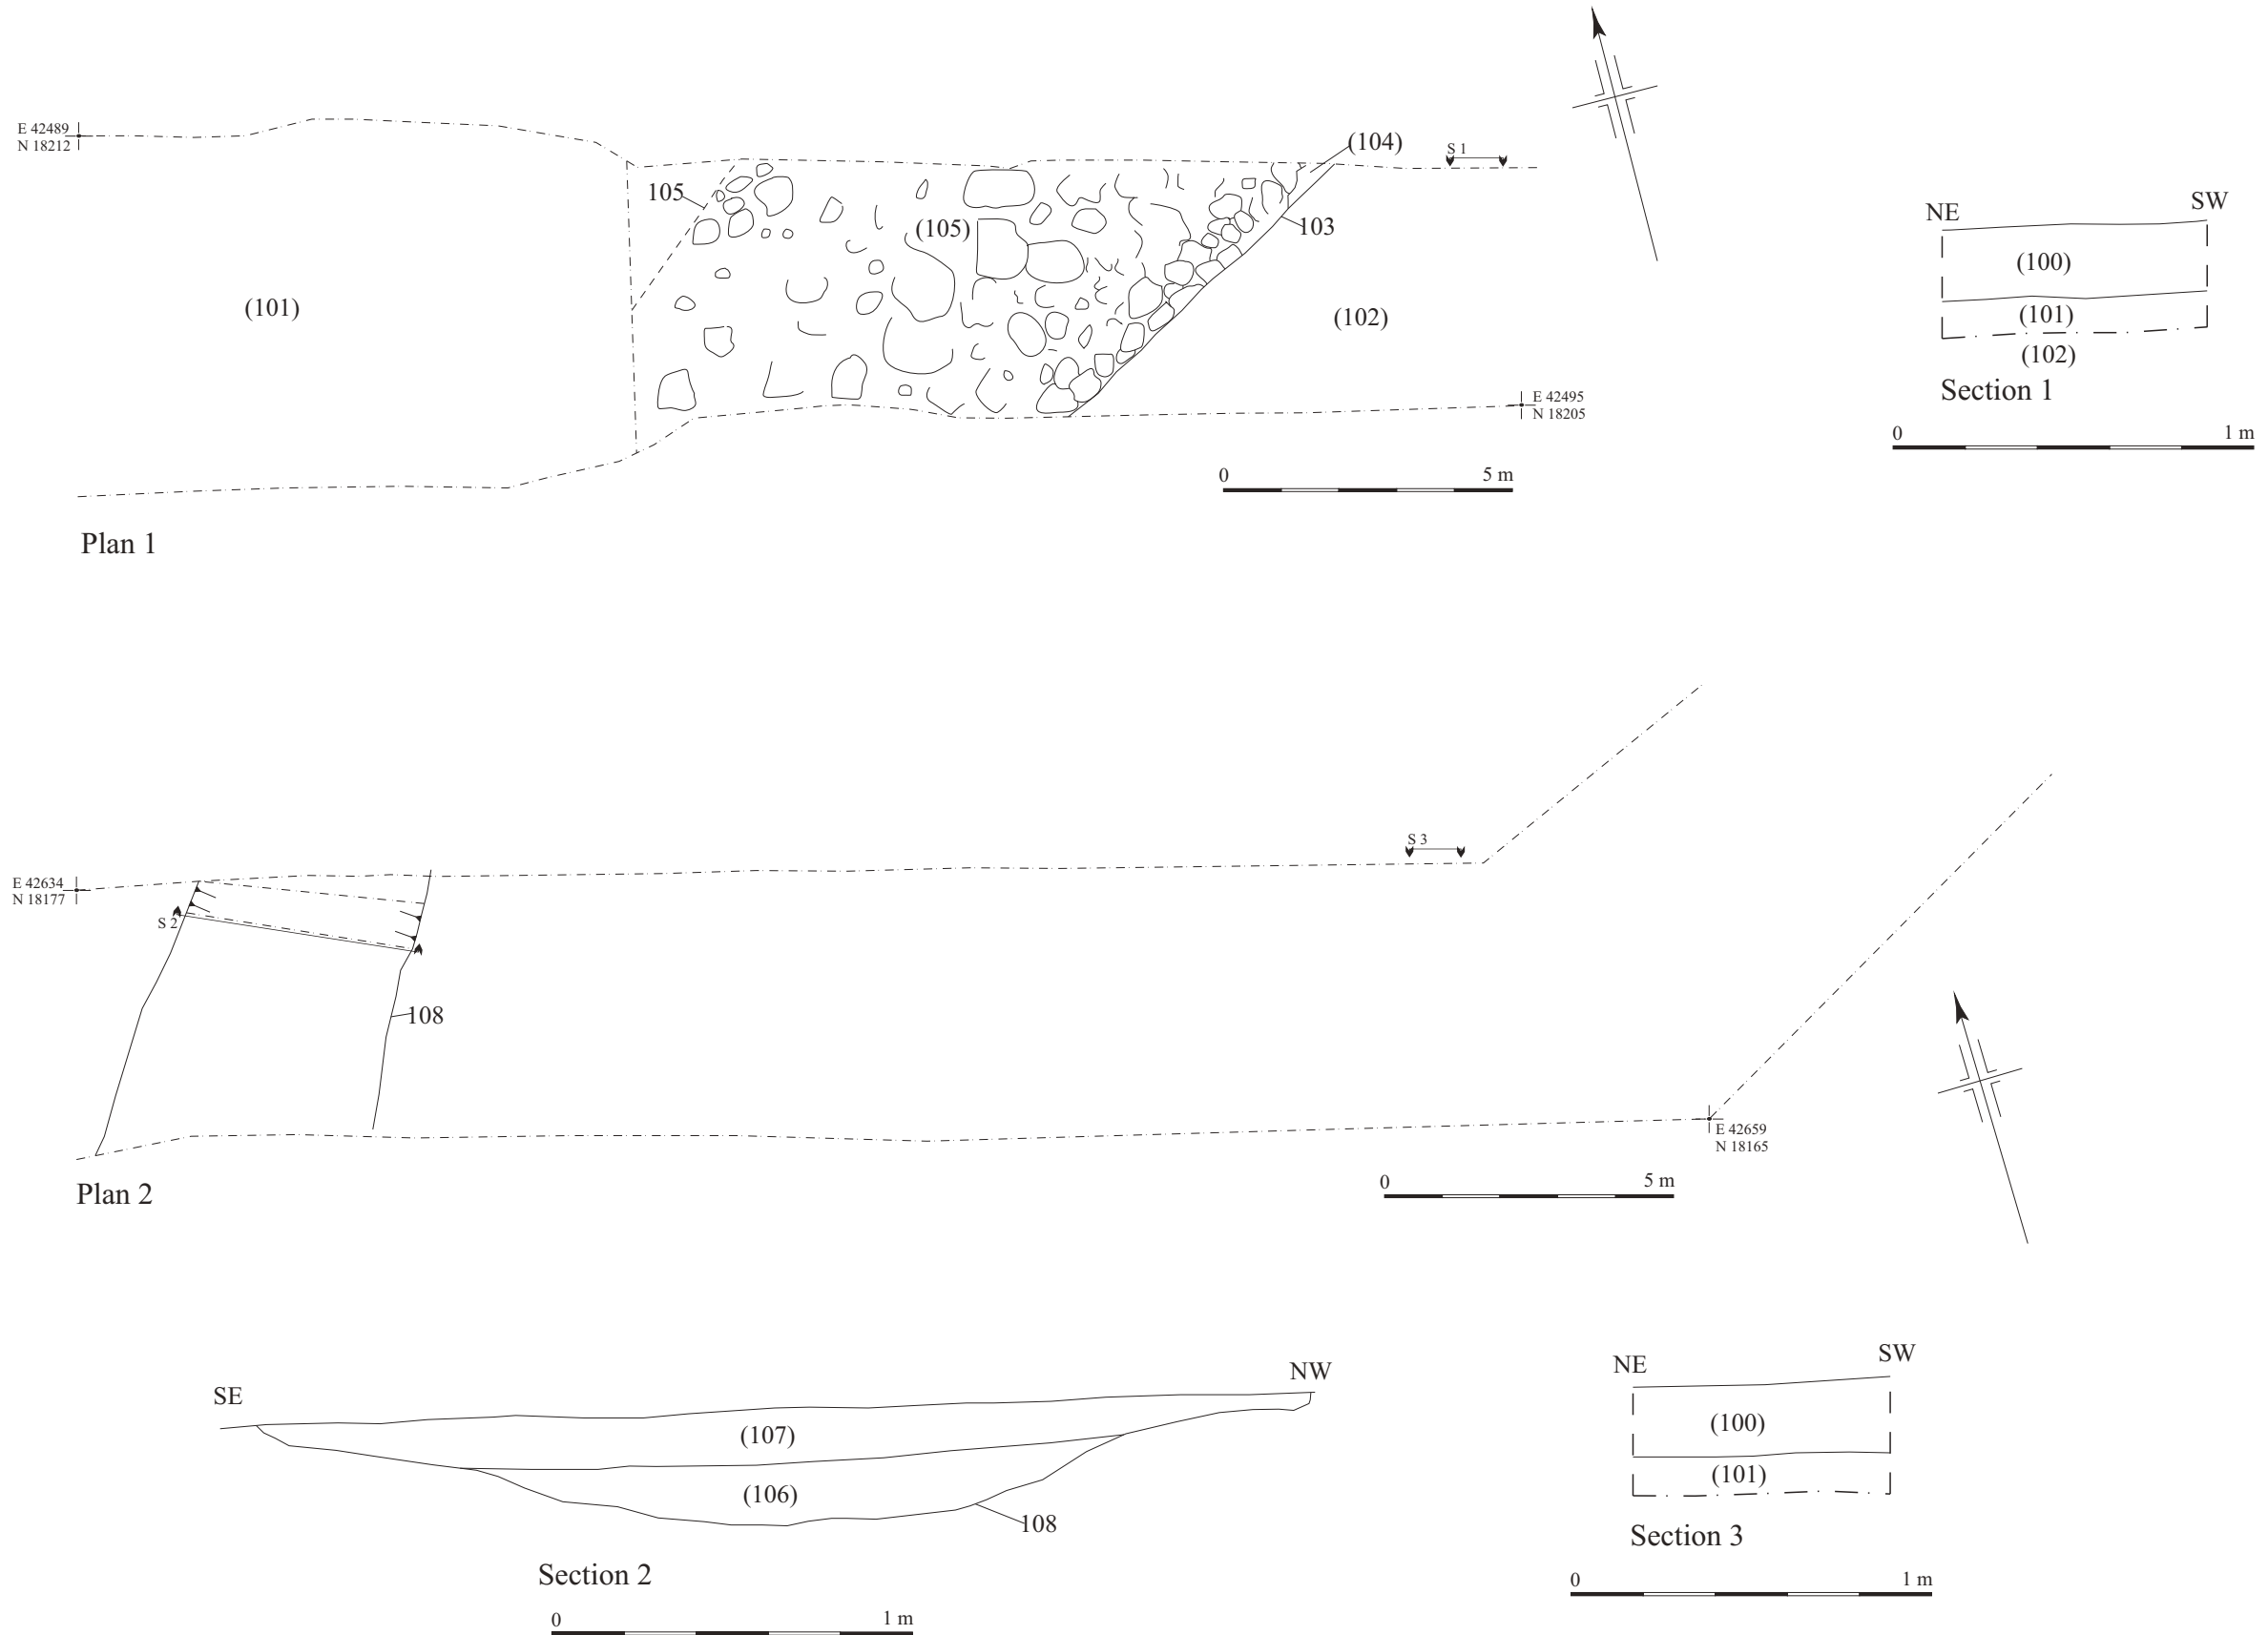 E 42489
N 18212
(104)
S 1
105
(105)
103
(101)
(102)
E 42495
N 18205
0 5 m
Plan 1
NE SW
(100)
(101)
(102)
Section 1
0 1 m
S 3
E 42634
N 18177
S 2
108
E 42659
N 18165
0 5 m
Plan 2
SE NW
(107)
(106)
108
Section 2
0 1 m
NE SW
(100)
(101)
Section 3
0 1 m